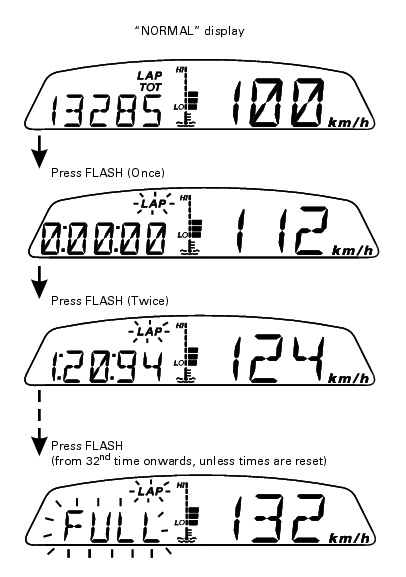 “NORMAL” display
LAP
TOT
HI
LO
13285
100
km/h
Press FLASH (Once)
LAP
HI
LO
0:00:00
112
km/h
Press FLASH (Twice)
LAP
HI
LO
1:20:94
124
km/h
Press FLASH
(from 32nd time onwards, unless times are reset)
LAP
HI
LO
FULL
132
km/h